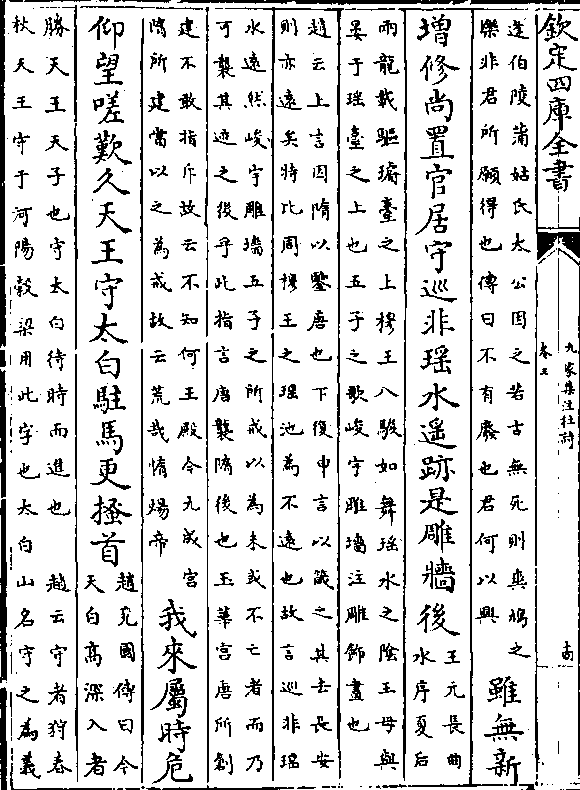 欽定四庫全書
九家集注杜詩
卷三
逄伯陵蒲姑氏太公因之若古無死則爽鳩之
樂非君所願得也傳曰不有廢也君何以興
雖無新
增修尚置官居守巡非瑶水遥跡是雕牆後
王元長曲
水序夏后
兩龍載驅璿臺之上穆王八駿如舞瑶水之陰王母與
宴于瑶臺之上也五子之歌峻宇雕墻注雕飾畫也
趙云上言因隋以鑒唐也下復申言以箴之其去長安
則亦遠矣特比周穆王之瑶池為不遠也故言巡非瑶
水遠然峻宇雕墻五子之所戒以為未或不亡者而乃
可襲其迹之後乎此指言唐襲隋後也玉華宮唐所創
建不敢指斥故云不知何王殿今九成宮
隋所建當以之為戒故云荒哉惰煬帝
我來屬時危
仰望嗟歎久天王守太白駐馬更搔首
趙充國傳曰今
天白高深入者
勝天王天子也守太白待時而進也 趙云守者狩春
秋天王守于河陽穀梁用此字也太白山名守之為義